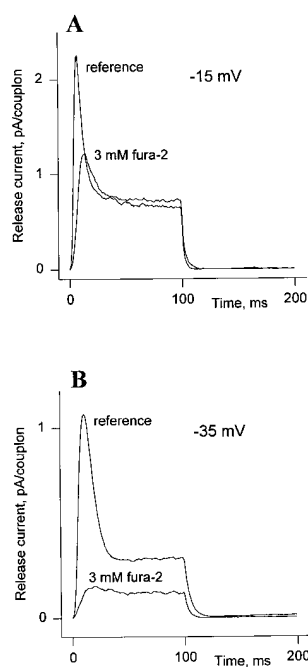 A
Release current, pA/couplon
2
1
0
reference
-15 mV
3 mM fura-2
0
100
200
Time, ms
B
Release current, pA/couplon
1
0
reference
-35 mV
3 mM fura-2
0
100
200
Time, ms